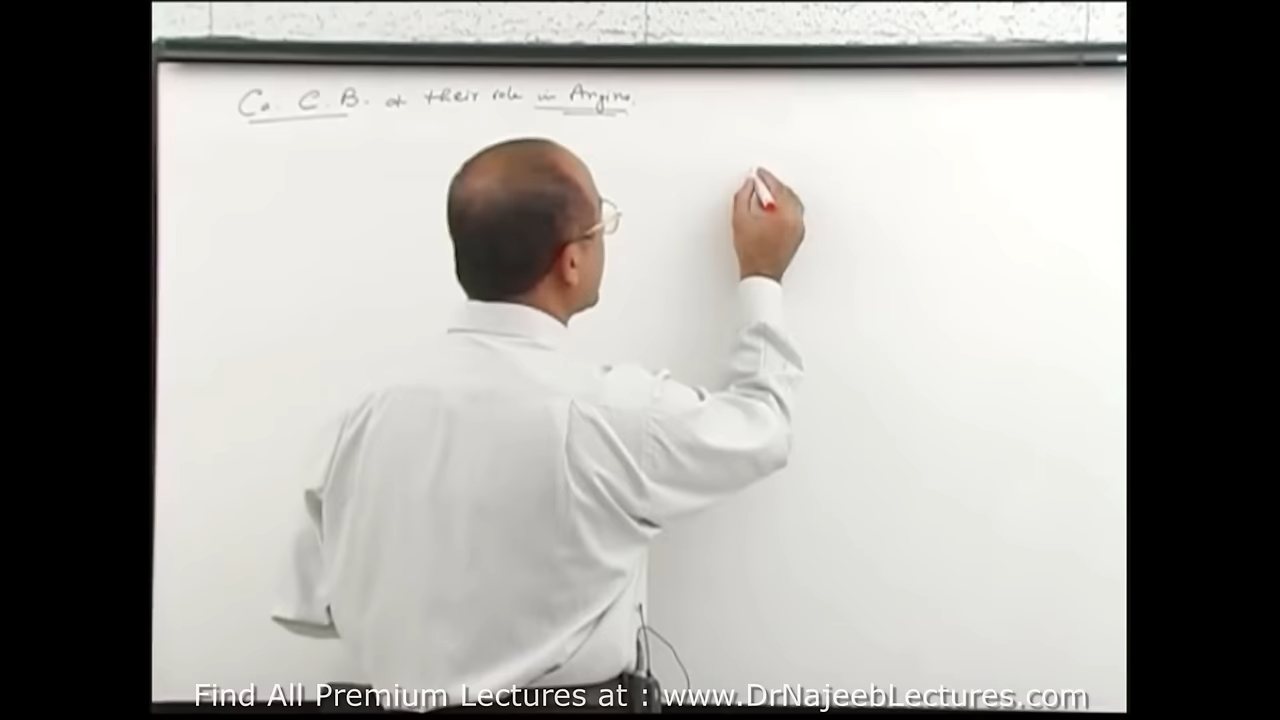 Ca. C. B. & their role in Angina.
Find All Premium Lectures at : www.DrNajeebLectures.com